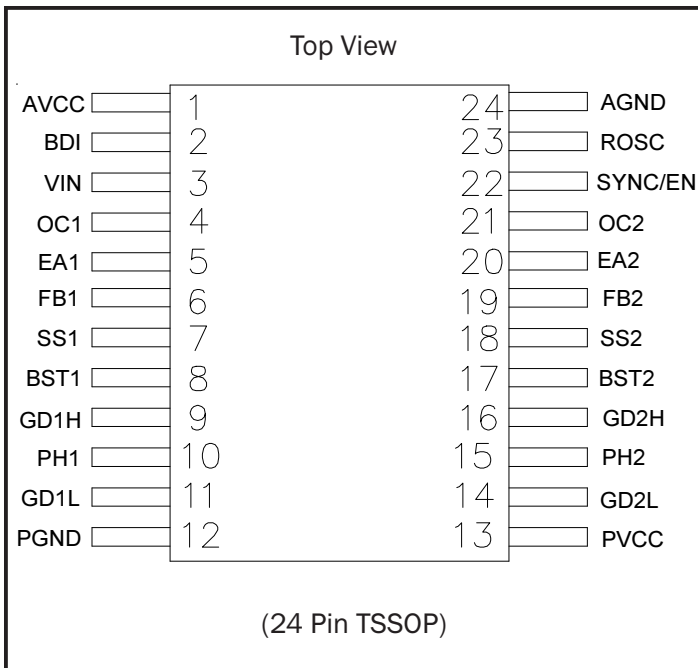 Top View
AVCC 1 24 AGND
BDI 2 23 ROSC
VIN 3 22 SYNC/EN
OC1 4 21 OC2
EA1 5 20 EA2
FB1 6 19 FB2
SS1 7 18 SS2
BST1 8 17 BST2
GD1H 9 16 GD2H
PH1 10 15 PH2
GD1L 11 14 GD2L
PGND 12 13 PVCC
(24 Pin TSSOP)